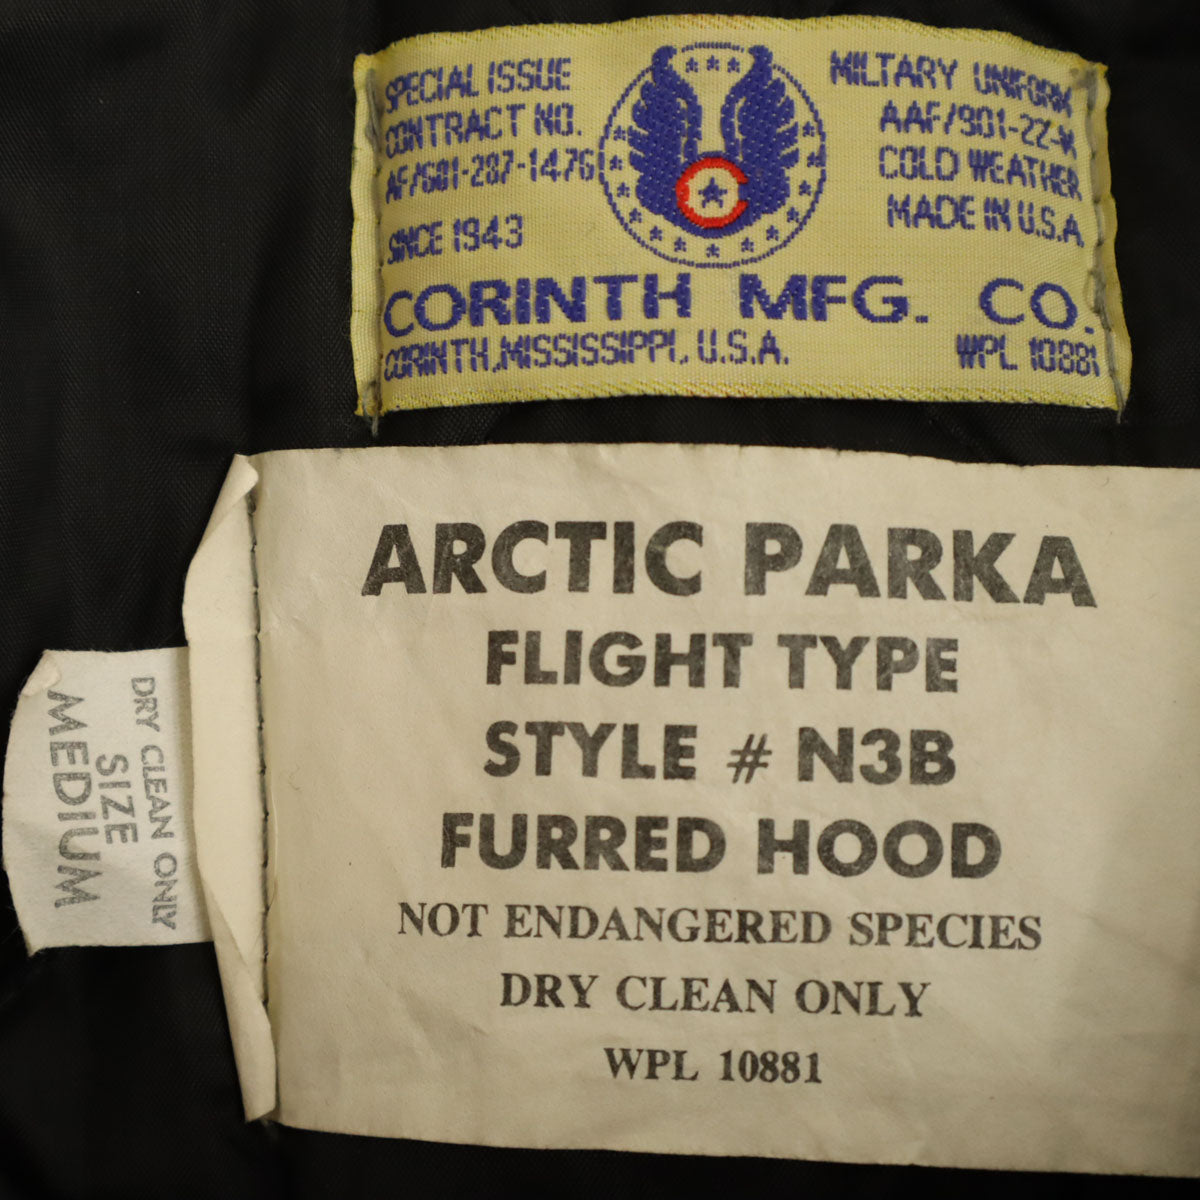 SPECIAL ISSUE
CONTRACT NO.
AF/601-287-1476
SINCE 1943
MILTARY UNIFORM
AAF/901-22-M
COLD WEATHER
MADE IN U.S.A
CORINTH MFG. CO.
CORINTH, MISSISSIPPI, U.S.A. WPL 10881
ARCTIC PARKA
FLIGHT TYPE
STYLE # N3B
FURRED HOOD
NOT ENDANGERED SPECIES
DRY CLEAN ONLY
WPL 10881
DRY CLEAN ONLY
SIZE
MEDIUM